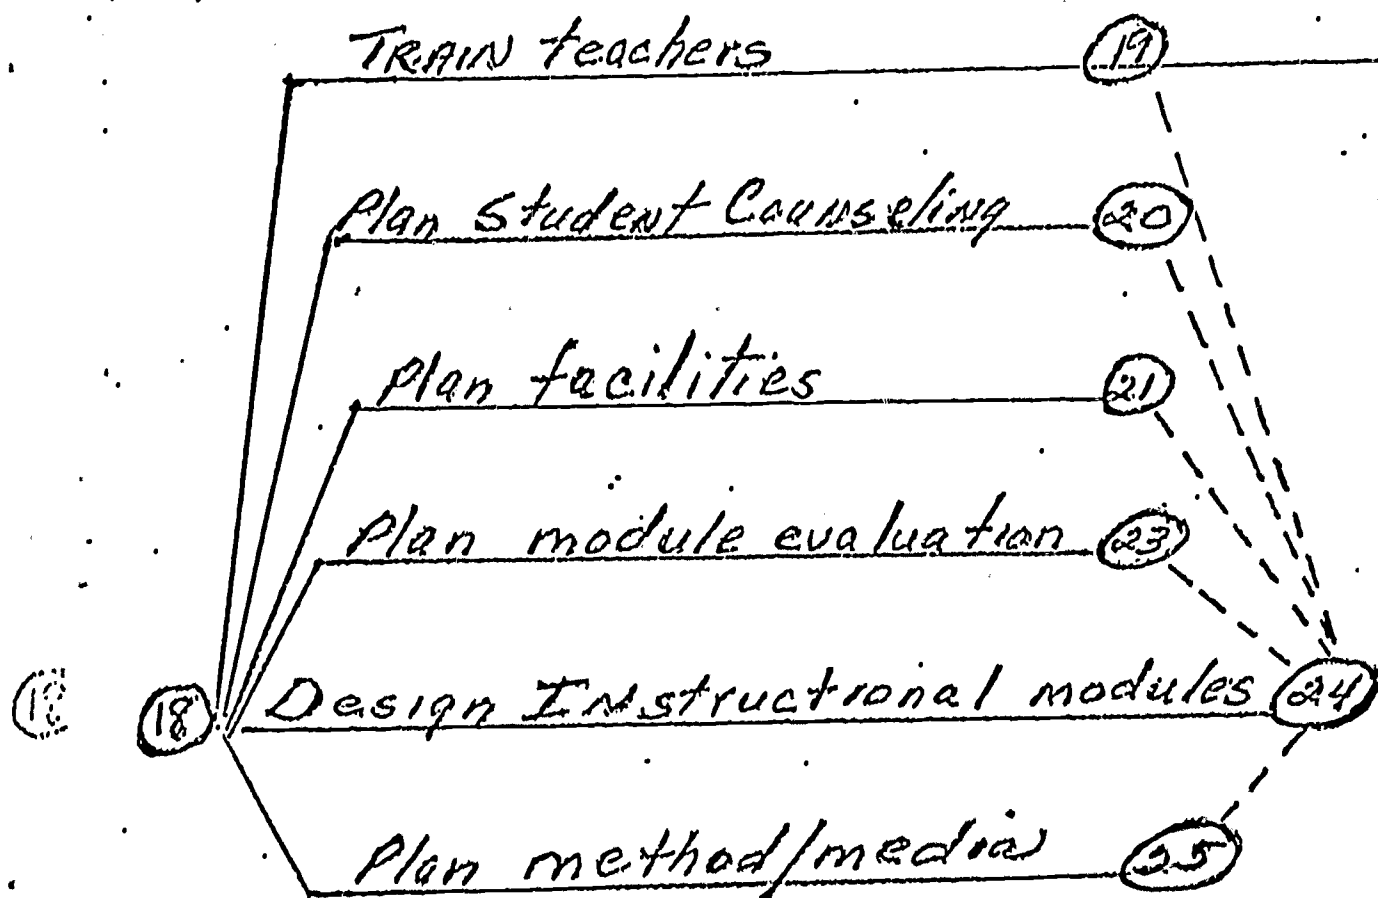 TRAIN teachers 19
Plan Student Counseling 20
Plan facilities 21
Plan module evaluation 23
18 18 Design Instructional modules 24
Plan method/media 25